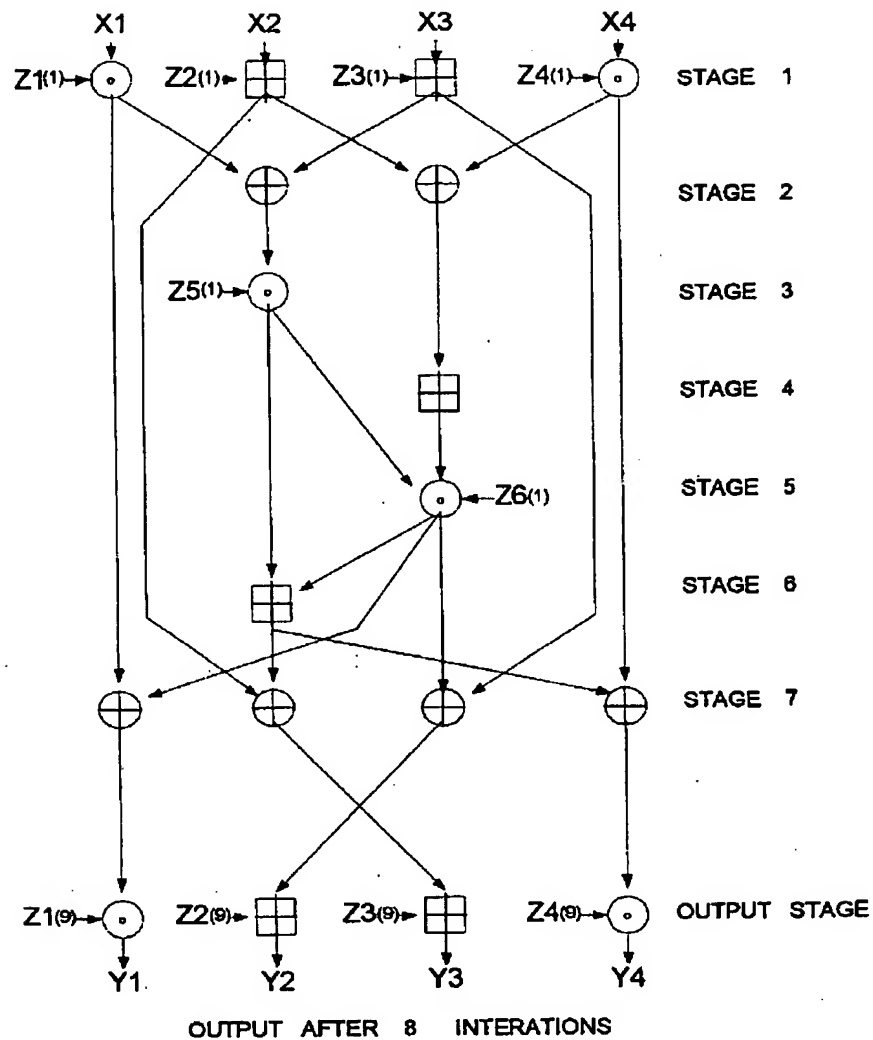 X1 X2 X3 X4
Z1(1) Z2(1) Z3(1) Z4(1) STAGE 1
STAGE 2
Z5(1) STAGE 3
STAGE 4
Z6(1) STAGE 5
STAGE 6
STAGE 7
Z1(9) Z2(9) Z3(9) Z4(9) OUTPUT STAGE
Y1 Y2 Y3 Y4
OUTPUT AFTER 8 INTERATIONS